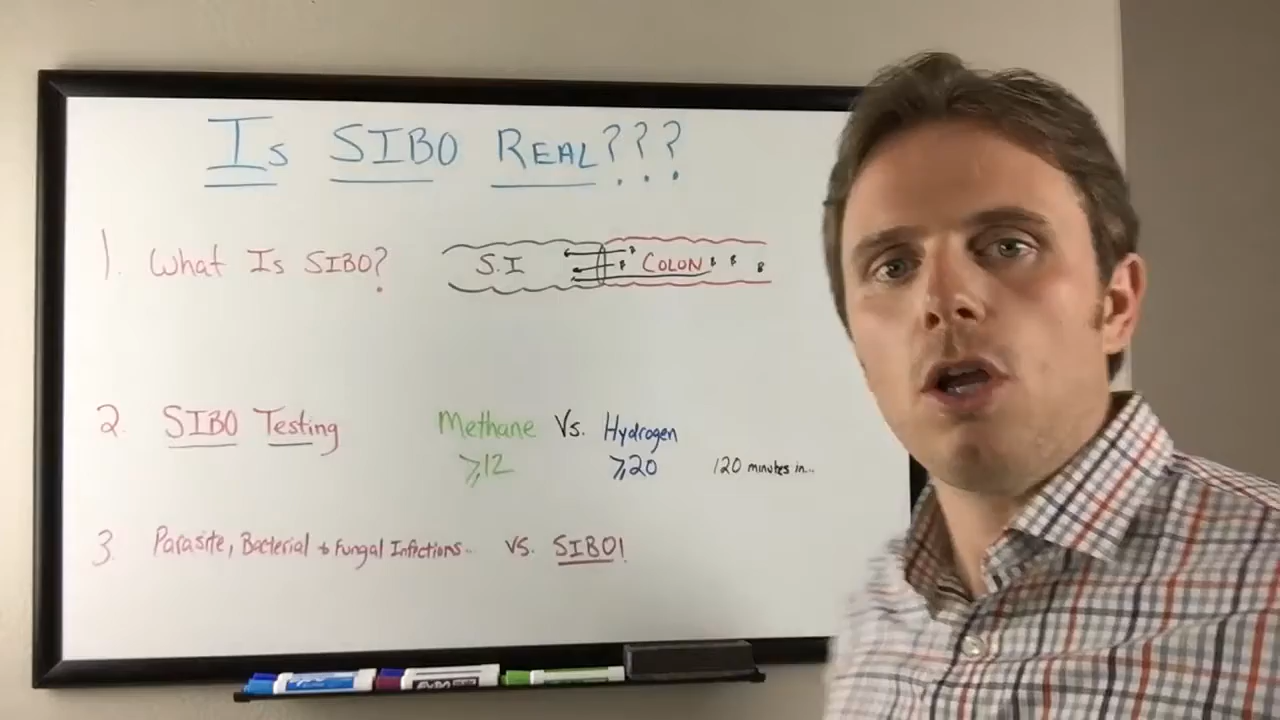 Is SIBO REAL???
1. What Is SIBO?
S.I COLON
2. SIBO Testing
Methane Vs. Hydrogen
≥12 ≥20 120 minutes in...
3. Parasite, Bacterial + Fungal Infections.. vs. SIBO!
EXPO